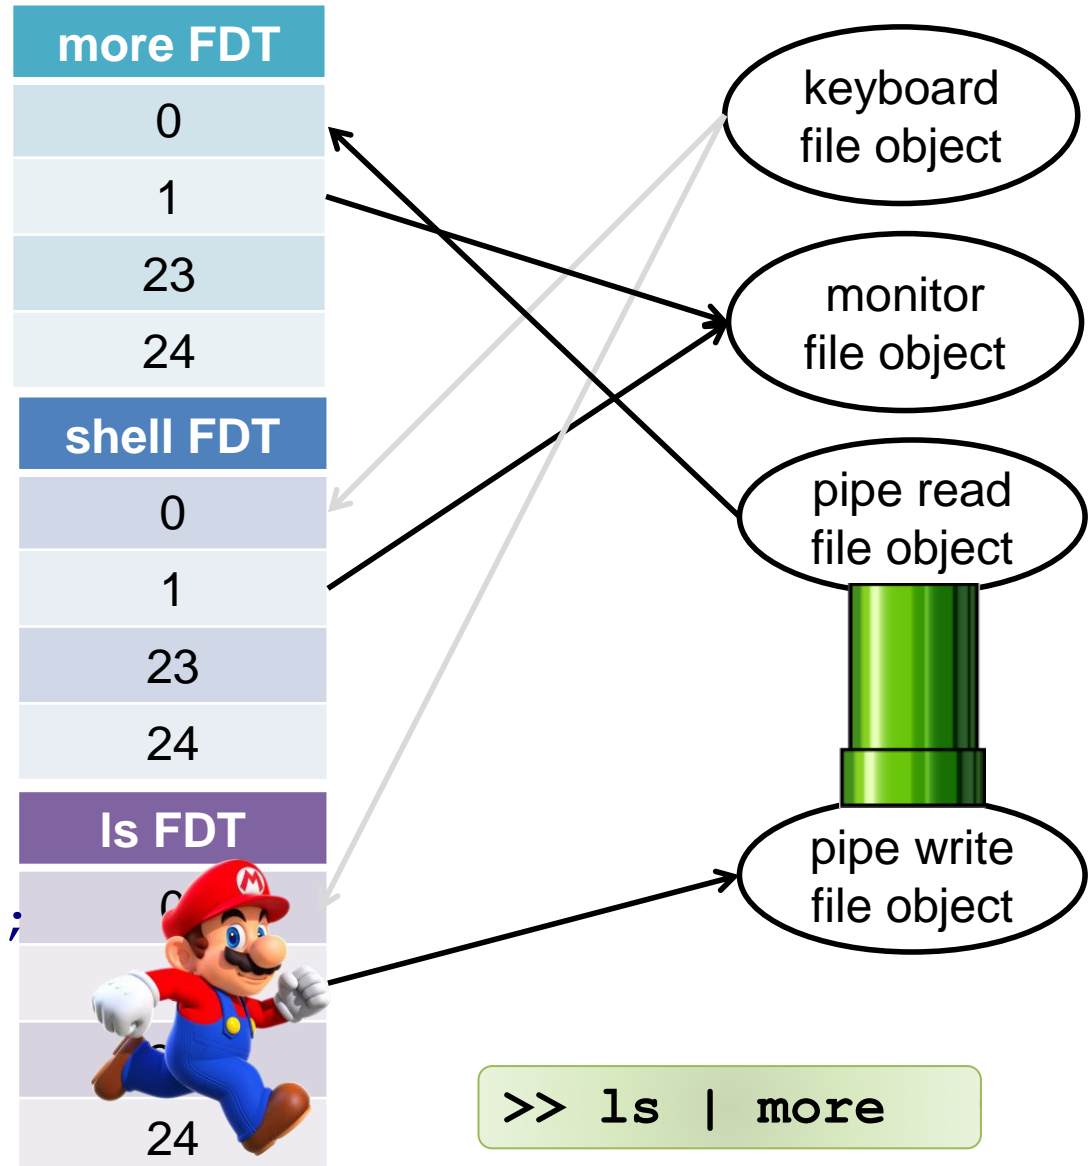 more FDT
0
1
23
24
shell FDT
0
1
23
24
ls FDT
;
24
keyboard
file object
monitor
file object
pipe read
file object
pipe write
file object
M
>> ls | more